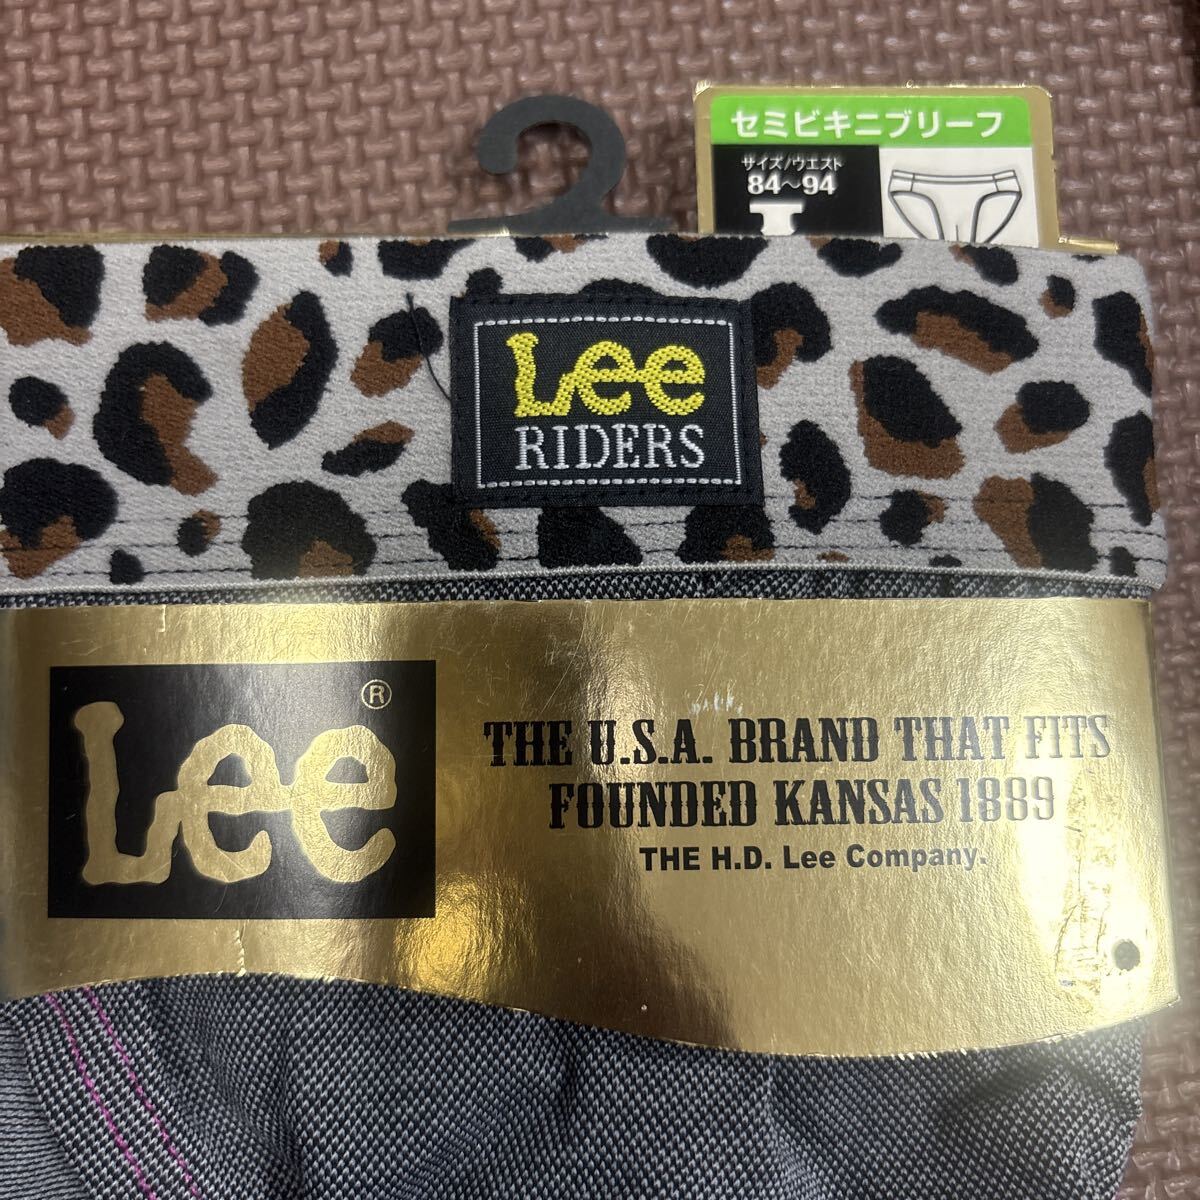 セミビキニブリーフ
サイズ/ウエスト
84~94
L
Lee
RIDERS
Lee®
THE U.S.A. BRAND THAT FITS
FOUNDED KANSAS 1889
THE H.D. Lee Company.